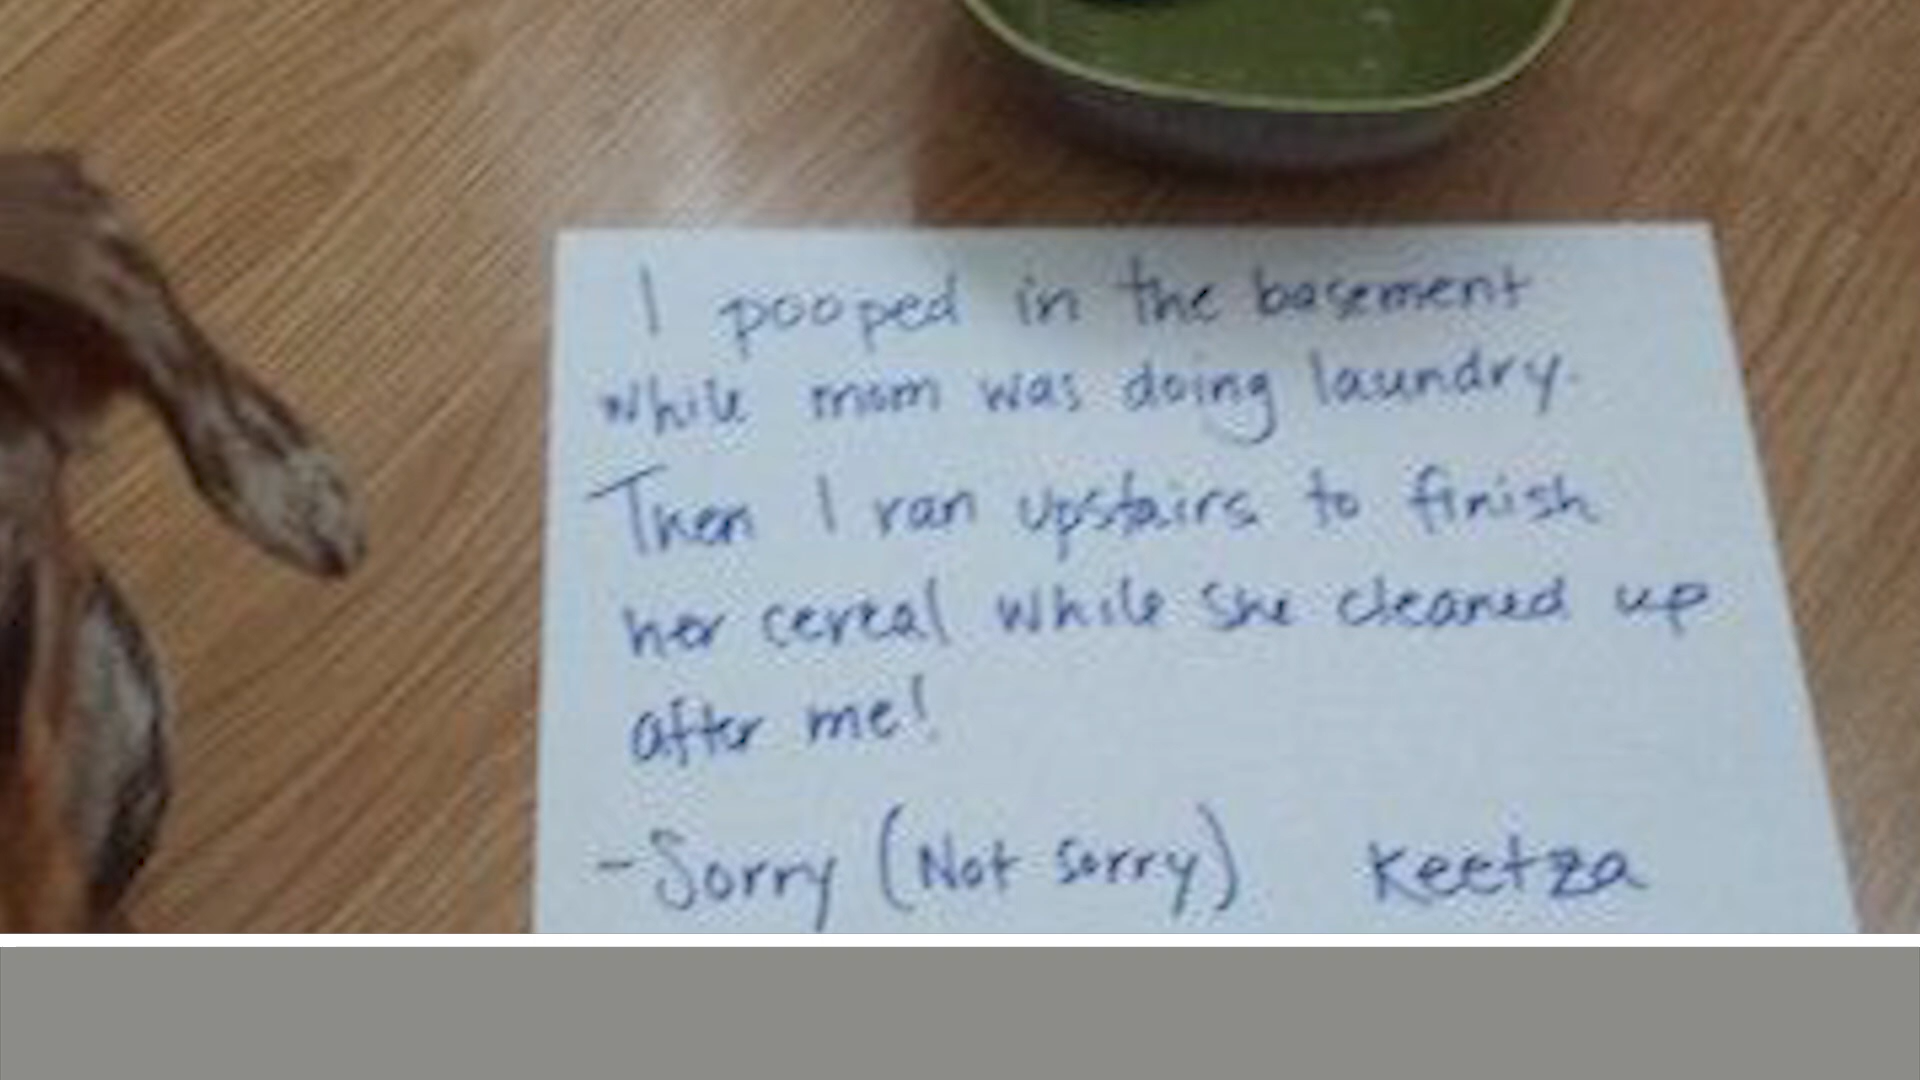 I pooped in the basement
while mom was doing laundry.
Then I ran upstairs to finish
her cereal while she cleaned up
after me!
-Sorry (Not sorry) Keetza